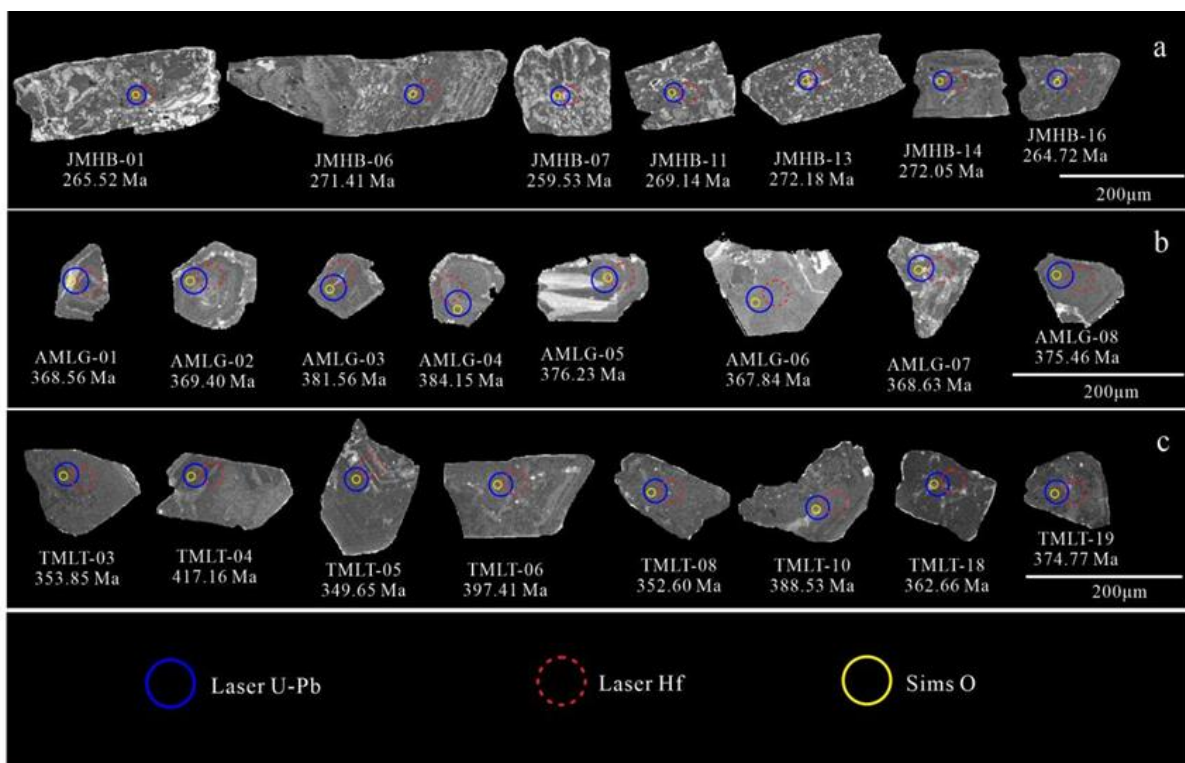 a
JMHB-01
265.52 Ma
JMHB-06
271.41 Ma
JMHB-07
259.53 Ma
JMHB-11
269.14 Ma
JMHB-13
272.18 Ma
JMHB-14
272.05 Ma
JMHB-16
264.72 Ma
200μm
b
AMLG-01
368.56 Ma
AMLG-02
369.40 Ma
AMLG-03
381.56 Ma
AMLG-04
384.15 Ma
AMLG-05
376.23 Ma
AMLG-06
367.84 Ma
AMLG-07
368.63 Ma
AMLG-08
375.46 Ma
200μm
c
TMLT-03
353.85 Ma
TMLT-04
417.16 Ma
TMLT-05
349.65 Ma
TMLT-06
397.41 Ma
TMLT-08
352.60 Ma
TMLT-10
388.53 Ma
TMLT-18
362.66 Ma
TMLT-19
374.77 Ma
200μm
Laser U-Pb
Laser Hf
Sims O